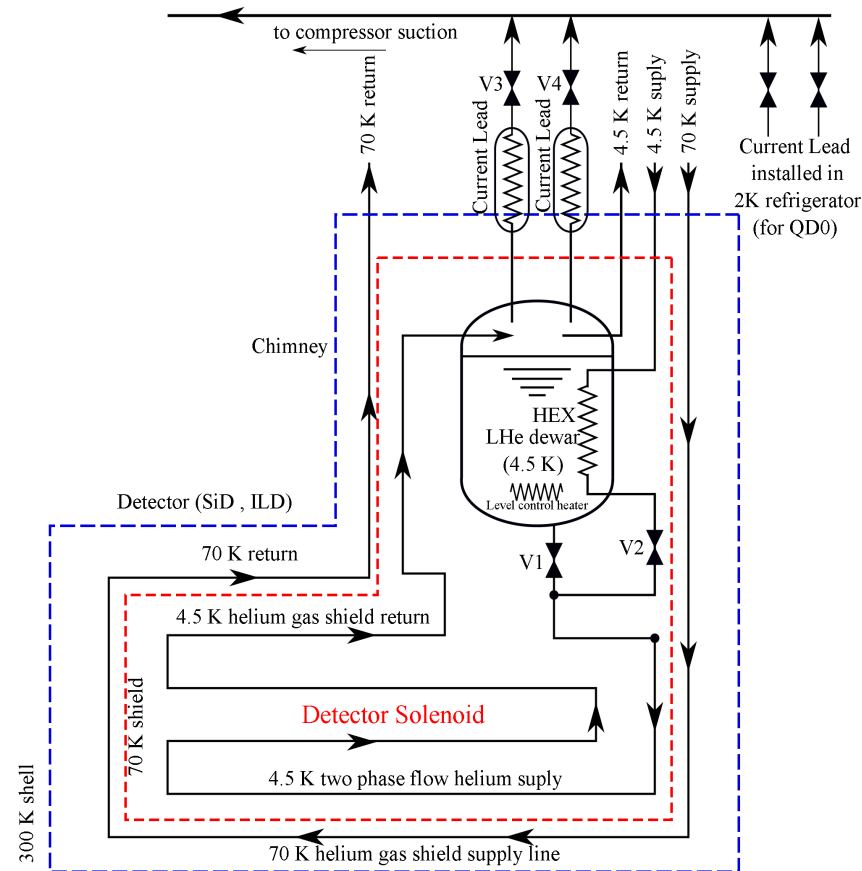 to compressor suction
70 K return
V3
V4
Current Lead
Current Lead
4.5 K return
4.5 K suply
70 K supply
Current Lead
installed in
2K refrigerator
(for QD0)
Chimney
HEX
LHe dewar
(4.5 K)
Level control heater
Detector (SiD , ILD)
V1
V2
70 K return
4.5 K helium gas shield return
70 K shield
Detector Solenoid
4.5 K two phase flow helium suply
300 K shell
70 K helium gas shield supply line